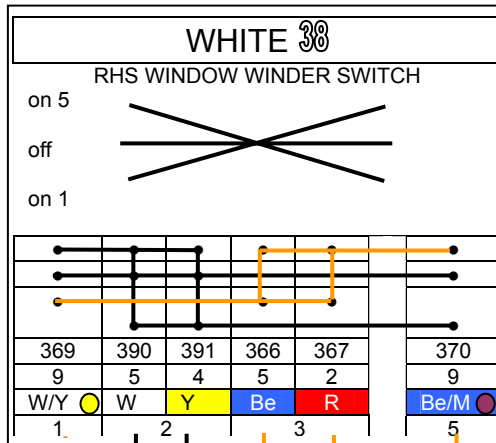 WHITE 38
RHS WINDOW WINDER SWITCH
on 5
off
on 1
369 390 391 366 367 370
9 5 4 5 2 9
W/Y W Y Be R Be/M
1 2 3 5